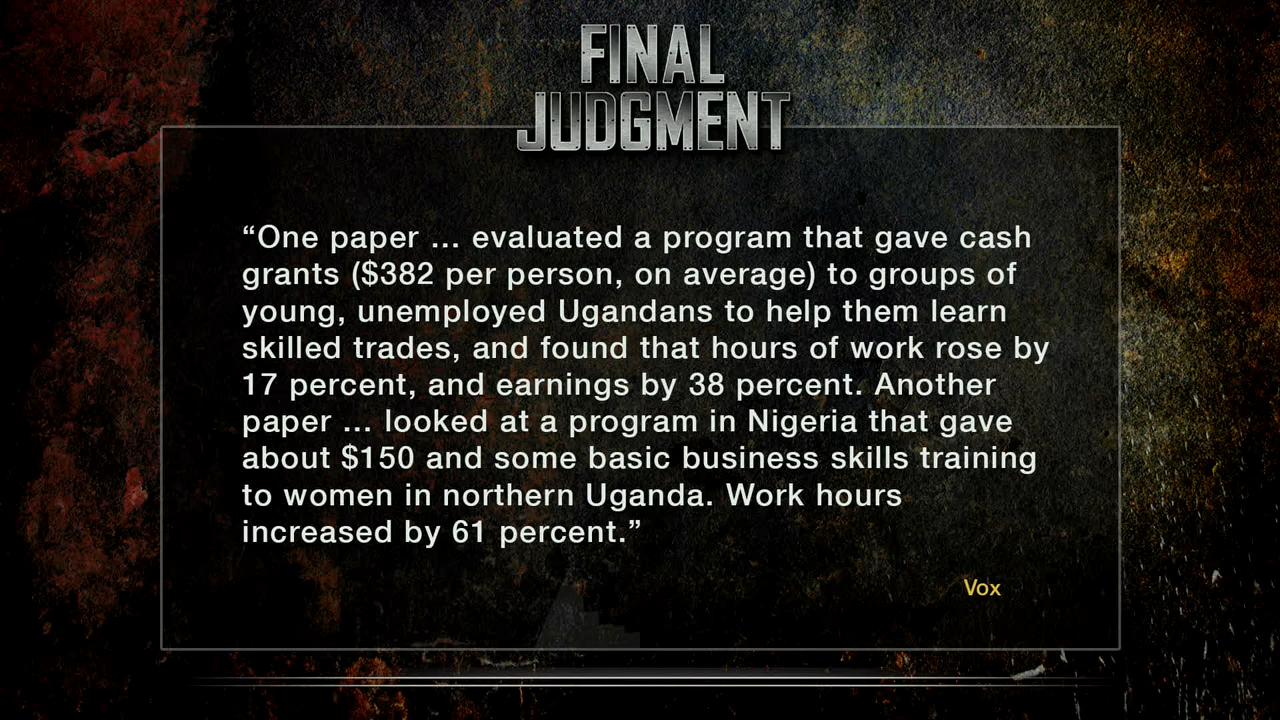 FINAL
JUDGMENT
“One paper ... evaluated a program that gave cash
grants ($382 per person, on average) to groups of
young, unemployed Ugandans to help them learn
skilled trades, and found that hours of work rose by
17 percent, and earnings by 38 percent. Another
paper ... looked at a program in Nigeria that gave
about $150 and some basic business skills training
to women in northern Uganda. Work hours
increased by 61 percent.”
Vox